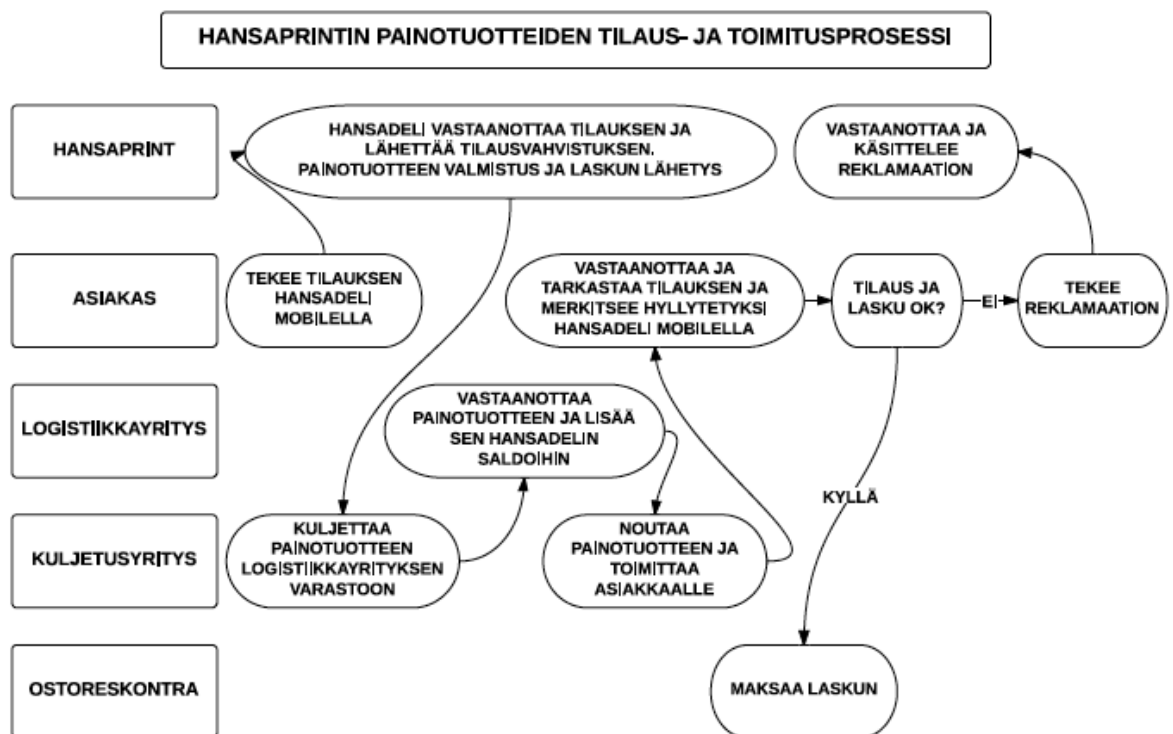 HANSAPRINTIN PAINOTUOTTEIDEN TILAUS- JA TOIMITUSPROSESSI
HANSAPRINT
HANSADELI VASTAANOTTAA TILAUKSEN JA
LÄHETTÄÄ TILAUSVAHVISTUKSEN.
PAINOTUOTTEEN VALMISTUS JA LASKUN LÄHETYS
VASTAANOTTAA JA
KÄSITTELEE
REKLAMAATION
ASIAKAS
TEKEE TILAUKSEN
HANSADELI
MOBILELLA
VASTAANOTTAA JA
TARKASTAA TILAUKSEN JA
MERKITSEE HYLLYTETYKSI
HANSADELI MOBILELLA
TILAUS JA
LASKU OK?
EI
TEKEE
REKLAMAATION
LOGISTIIKKAYRITYS
VASTAANOTTAA
PAINOTUOTTEEN JA LISÄÄ
SEN HANSADELIN
SALDOIHIN
KYLLÄ
KULJETUSYRITYS
KULJETTAA
PAINOTUOTTEEN
LOGISTIIKKAYRITYKSEN
VARASTOON
NOUTAA
PAINOTUOTTEEN JA
TOIMITTAA
ASIAKKAALLE
OSTORESKONTRA
MAKSAA LASKUN